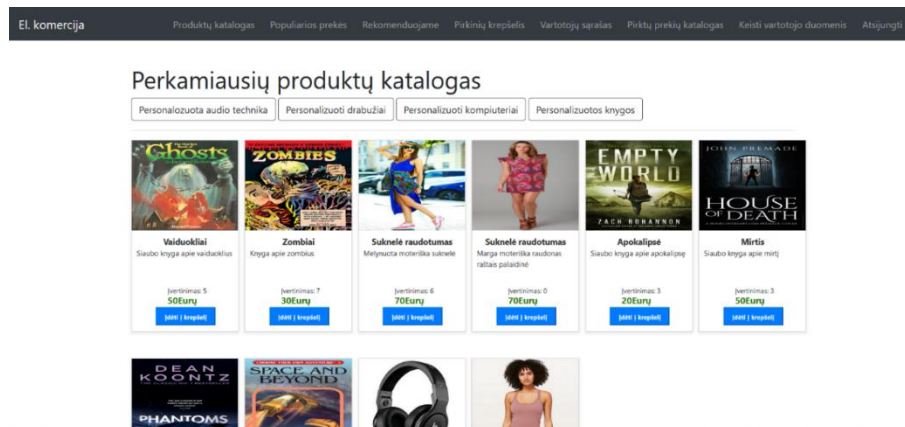 El. komercija Produktų katalogas Populiarios prekės Rekomenduojame Pirkinių krepšelis Vartotojų sąrašas Pirktų prekių katalogas Keisti vartotojo duomenis Atsijungti
Perkamiausių produktų katalogas
Personalozuota audio technika Personalizuoti drabužiai Personalizuoti kompiuteriai Personalizuotos knygos
Ghosts
ZOMBIES
EMPTY
WORLD
ZACH BOHANNON
JOHN PREMADE
HOUSE
OF DEATH
Vaiduokliai Zombiai Suknelė raudotumas Suknelė raudotumas Apokalipsė Mirtis
Siaubo knyga apie vaiduoklius Knyga apie zombius Melynuota moteriška suknelė Marga moteriška raudonas Siaubo knyga apie apokalipsę Siaubo knyga apie mirtį
raštais palaidinė
Įvertinimas: 5 Įvertinimas: 7 Įvertinimas: 6 Įvertinimas: 0 Įvertinimas: 3 Įvertinimas: 3
50Eurų 30Eurų 70Eurų 70Eurų 20Eurų 50Eurų
Įdėti į krepšelį Įdėti į krepšelį Įdėti į krepšelį Įdėti į krepšelį Įdėti į krepšelį Įdėti į krepšelį
DEAN
KOONTZ
PHANTOMS
SPACE AND
BEYOND